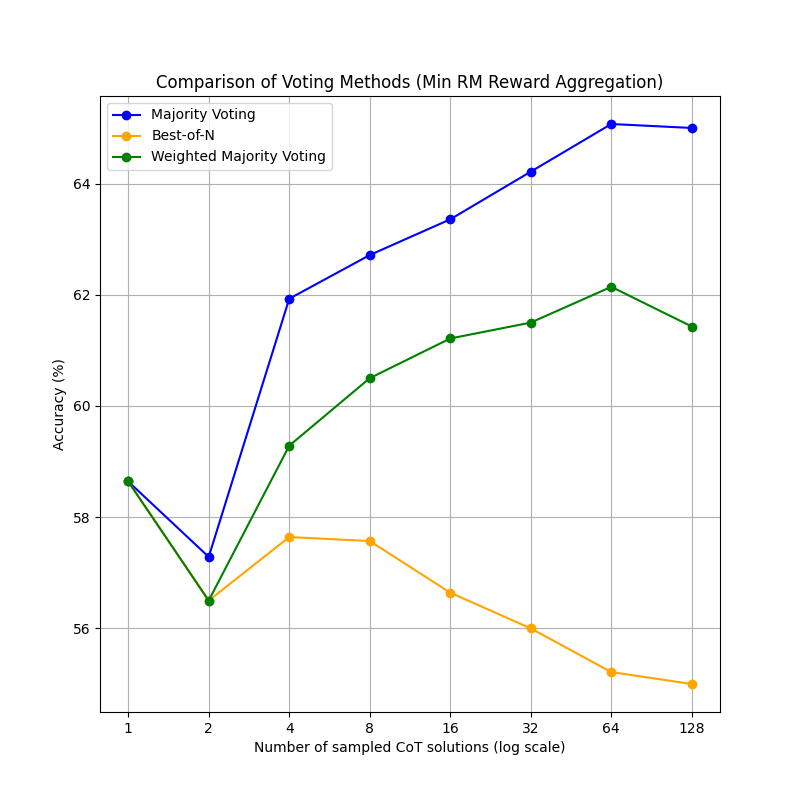 Comparison of Voting Methods (Min RM Reward Aggregation)
Majority Voting
Best-of-N
Weighted Majority Voting
Accuracy (%)
64
62
60
58
56
1 2 4 8 16 32 64 128
Number of sampled CoT solutions (log scale)